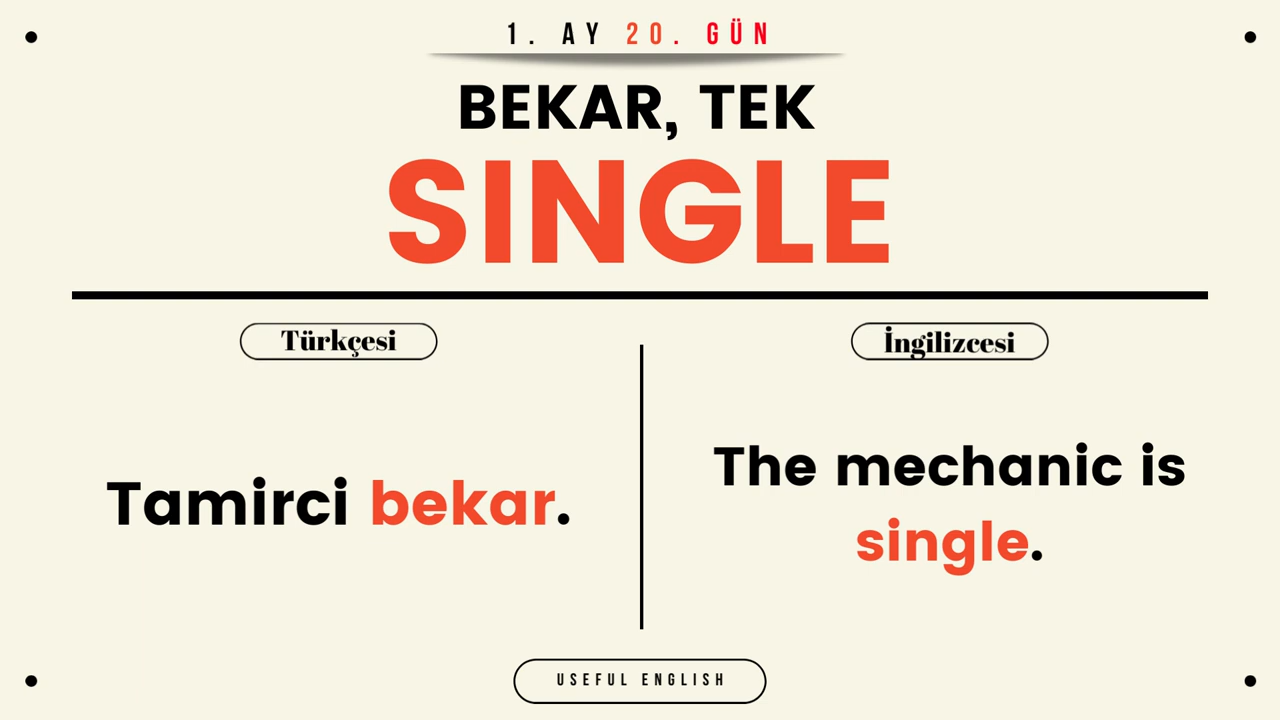 1. AY 20. GÜN
BEKAR, TEK
SINGLE
Türkçesi
Tamirci bekar.
İngilizcesi
The mechanic is
single.
USEFUL ENGLISH